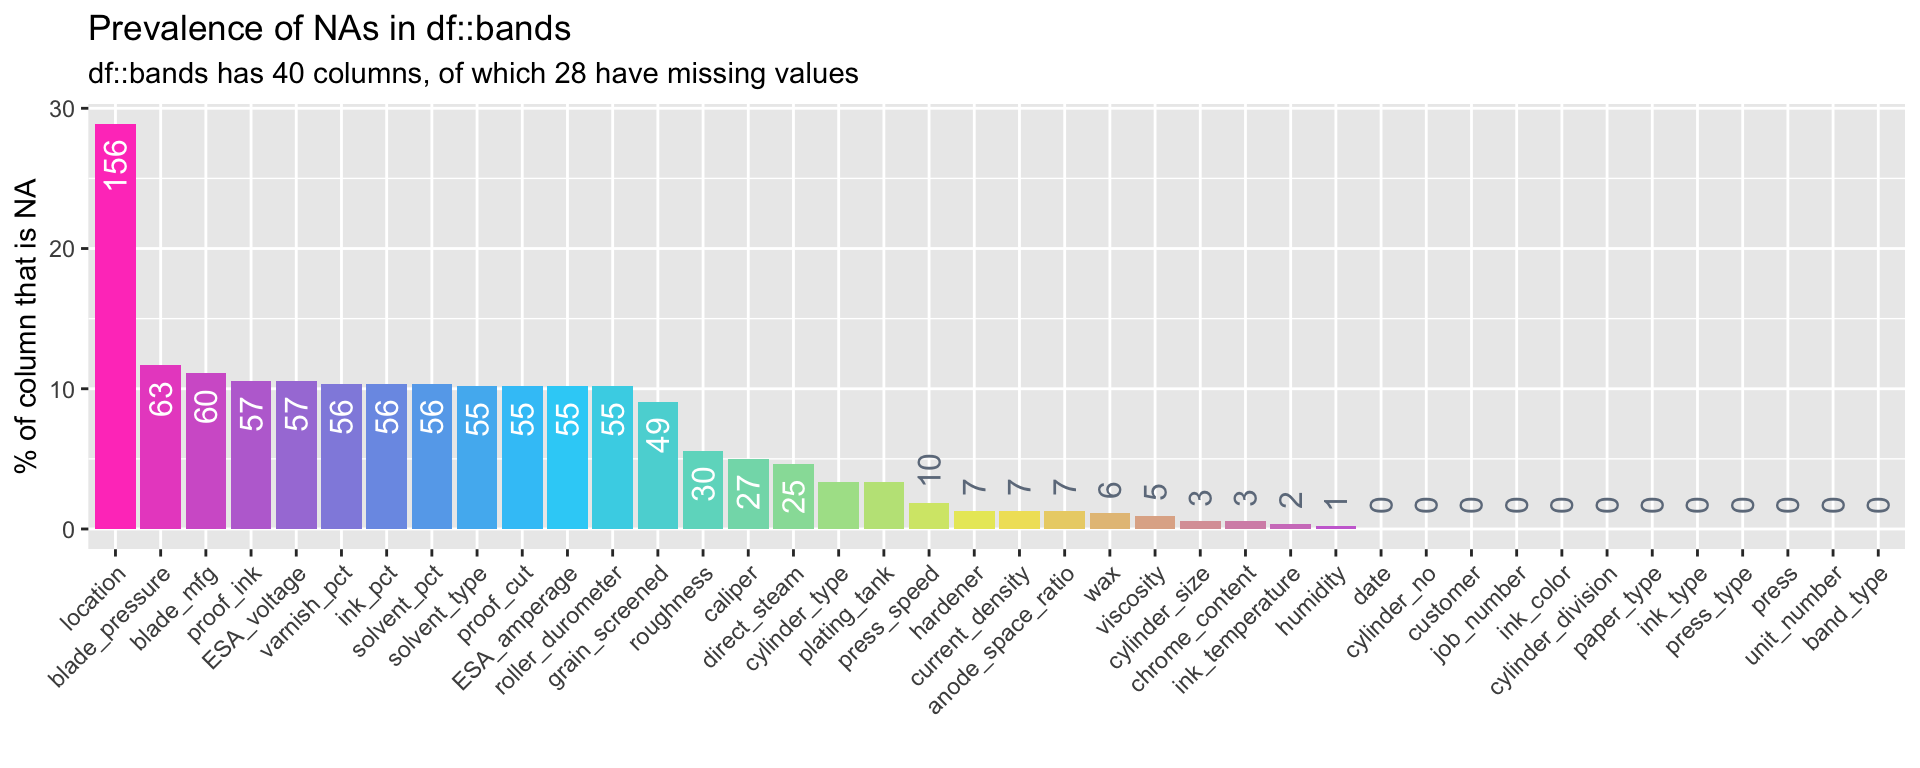 Prevalence of NAs in df::bands
df::bands has 40 columns, of which 28 have missing values
% of column that is NA
30
20
10
0
156
63
60
57
57
56
56
56
55
55
55
55
49
30
27
25
10
7
7
7
6
5
3
3
2
1
0
0
0
0
0
0
0
0
0
0
0
0
location
blade_pressure
blade_mfg
proof_ink
ESA_voltage
varnish_pct
ink_pct
solvent_pct
solvent_type
proof_cut
ESA_amperage
roller_durometer
grain_screened
roughness
caliper
direct_steam
cylinder_type
plating_tank
press_speed
hardener
current_density
anode_space_ratio
wax
viscosity
cylinder_size
chrome_content
ink_temperature
humidity
date
cylinder_no
customer
job_number
ink_color
cylinder_division
paper_type
ink_type
press_type
press
unit_number
band_type